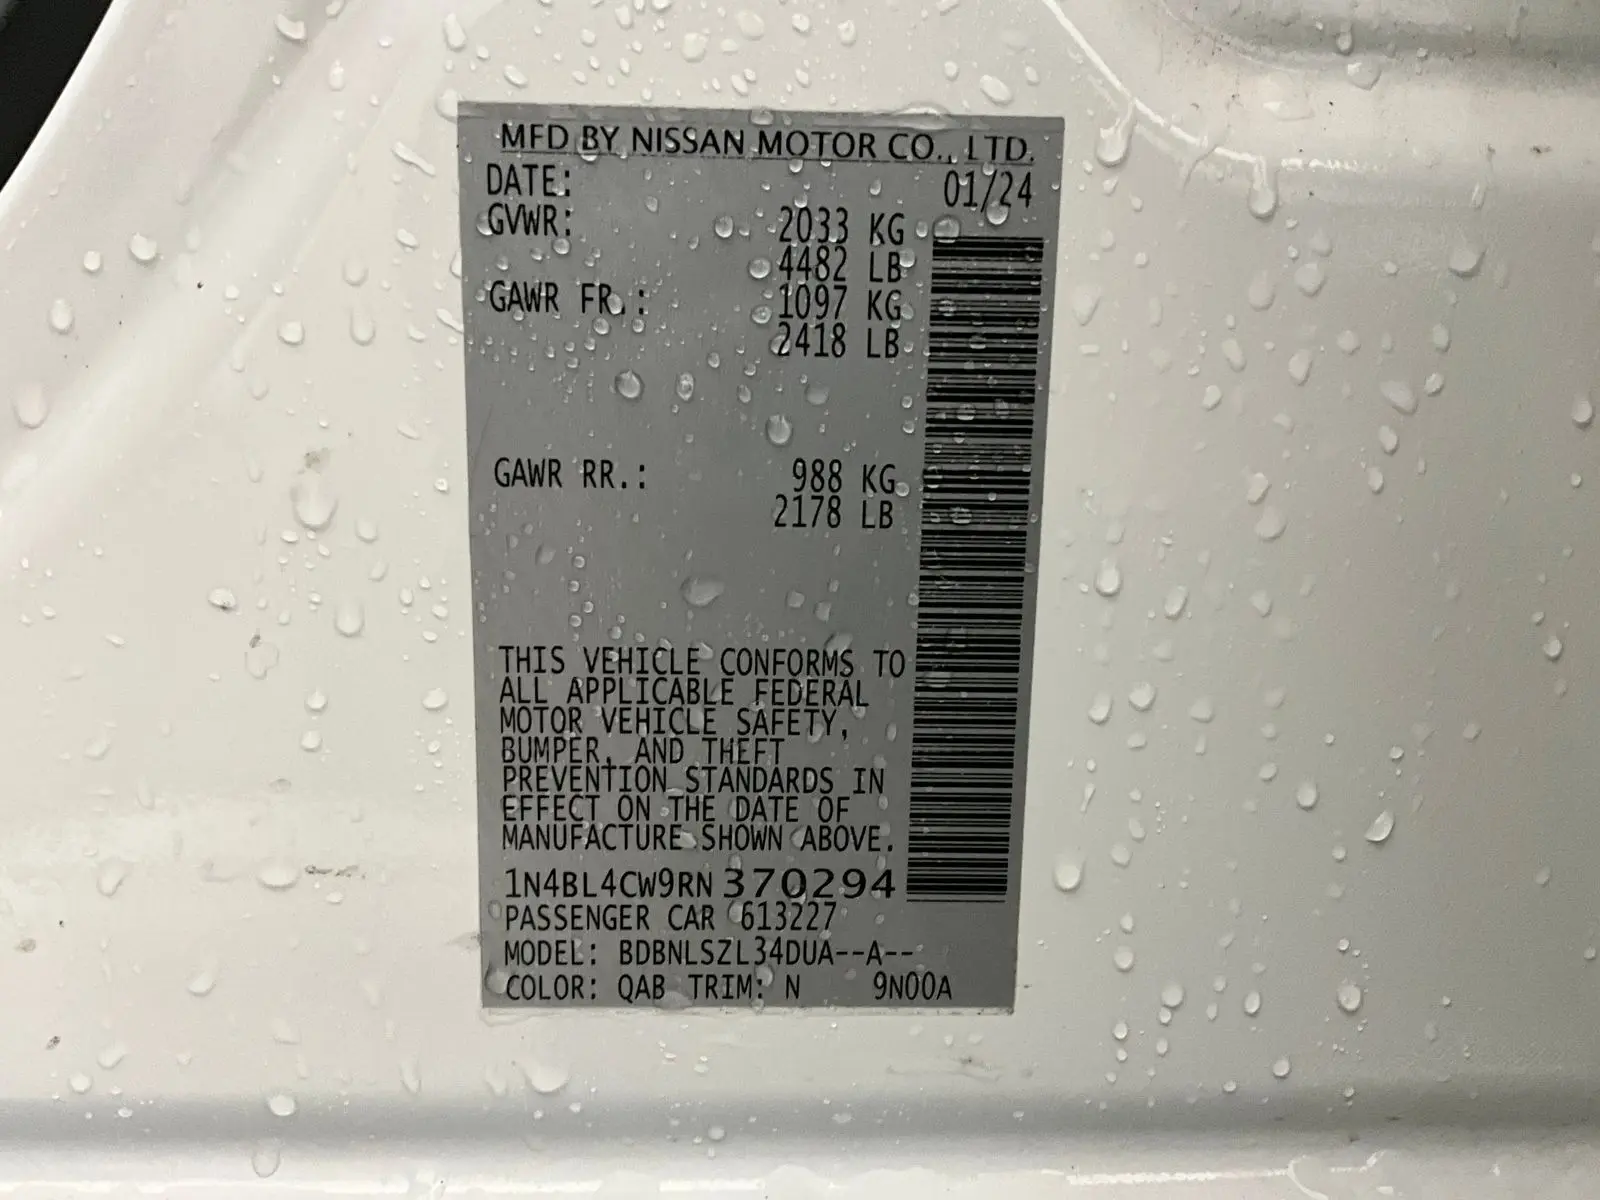 MFD BY NISSAN MOTOR CO., LTD.
DATE: 01/24
GVWR: 2033 KG
4482 LB
GAWR FR.: 1097 KG
2418 LB
GAWR RR.: 988 KG
2178 LB
THIS VEHICLE CONFORMS TO
ALL APPLICABLE FEDERAL
MOTOR VEHICLE SAFETY,
BUMPER, AND THEFT
PREVENTION STANDARDS IN
EFFECT ON THE DATE OF
MANUFACTURE SHOWN ABOVE.
1N4BL4CW9RN370294
PASSENGER CAR 613227
MODEL: BDBNLSZL34DUA--A--
COLOR: QAB TRIM: N 9N00A